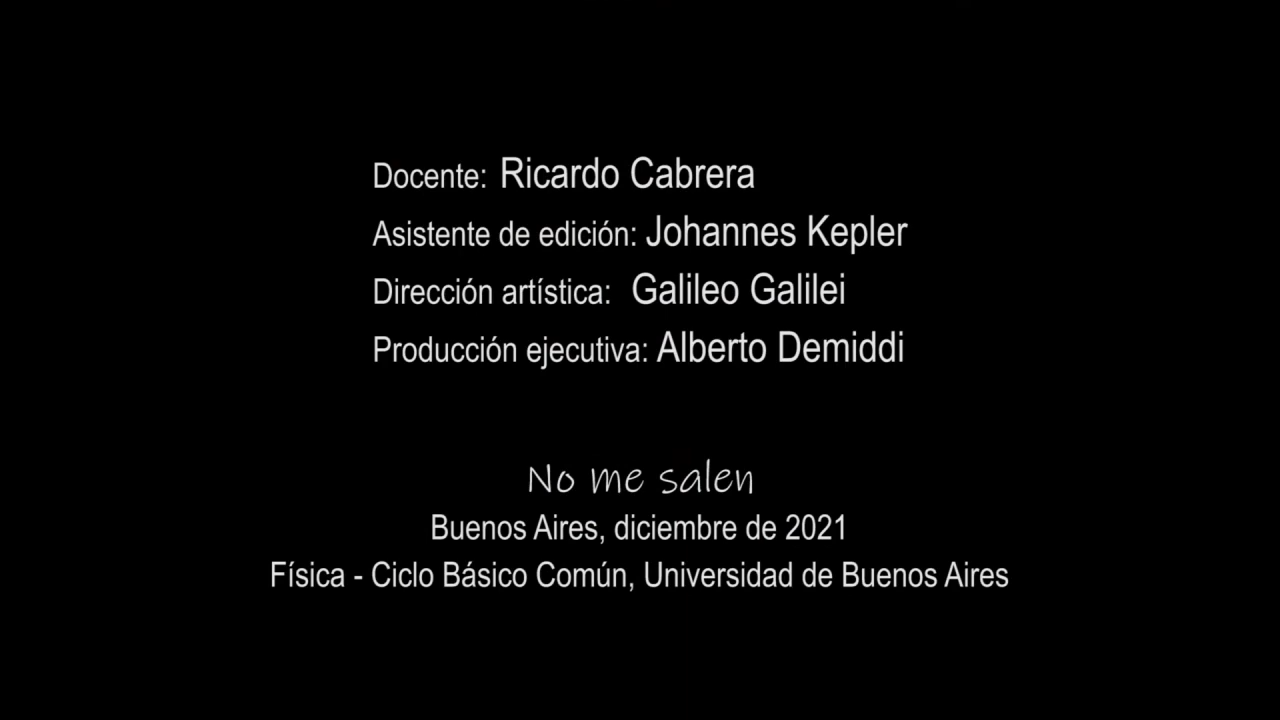 Docente: Ricardo Cabrera
Asistente de edición: Johannes Kepler
Dirección artística: Galileo Galilei
Producción ejecutiva: Alberto Demiddi
No me salen
Buenos Aires, diciembre de 2021
Física - Ciclo Básico Común, Universidad de Buenos Aires